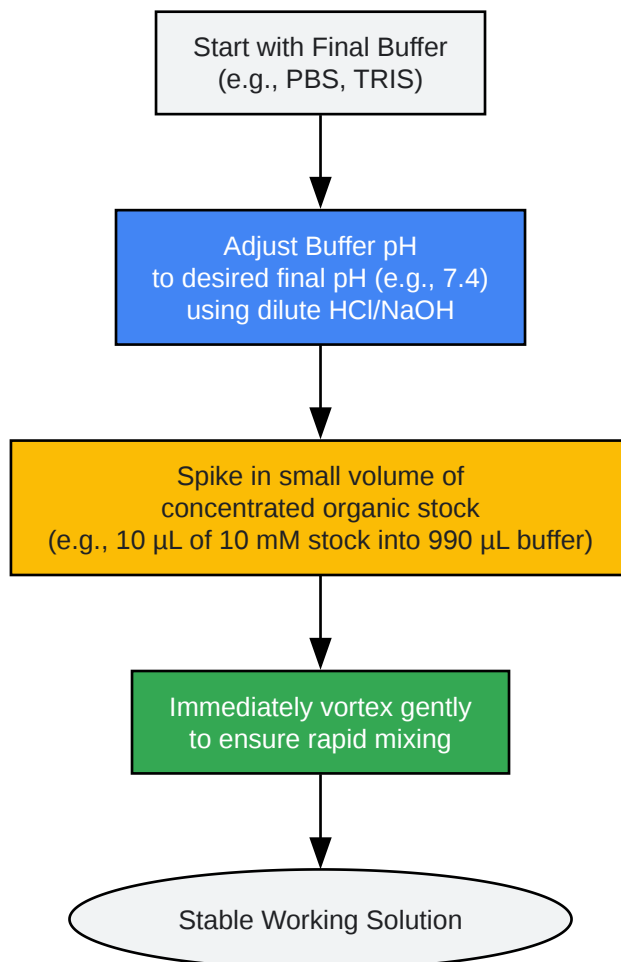 Start with Final Buffer
(e.g., PBS, TRIS)
Adjust Buffer pH
to desired final pH (e.g., 7.4)
using dilute HCl/NaOH
Spike in small volume of
concentrated organic stock
(e.g., 10 µL of 10 mM stock into 990 µL buffer)
Immediately vortex gently
to ensure rapid mixing
Stable Working Solution